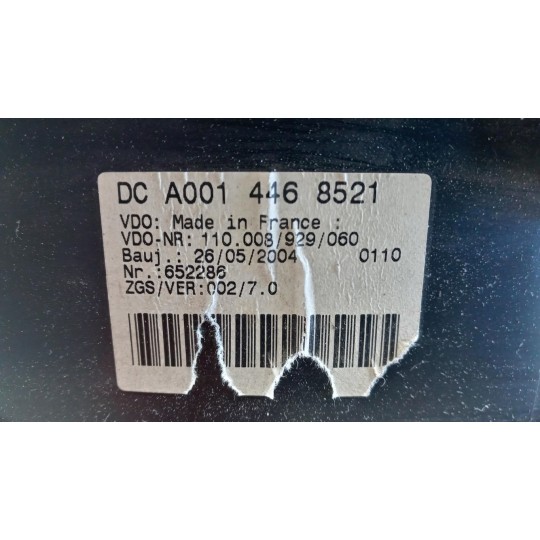 DC A001 446 8521
VDO: Made in France :
VDO-NR: 110.008/929/060
Bauj.: 26/05/2004 0110
Nr.:652286
ZGS/VER:002/7.0